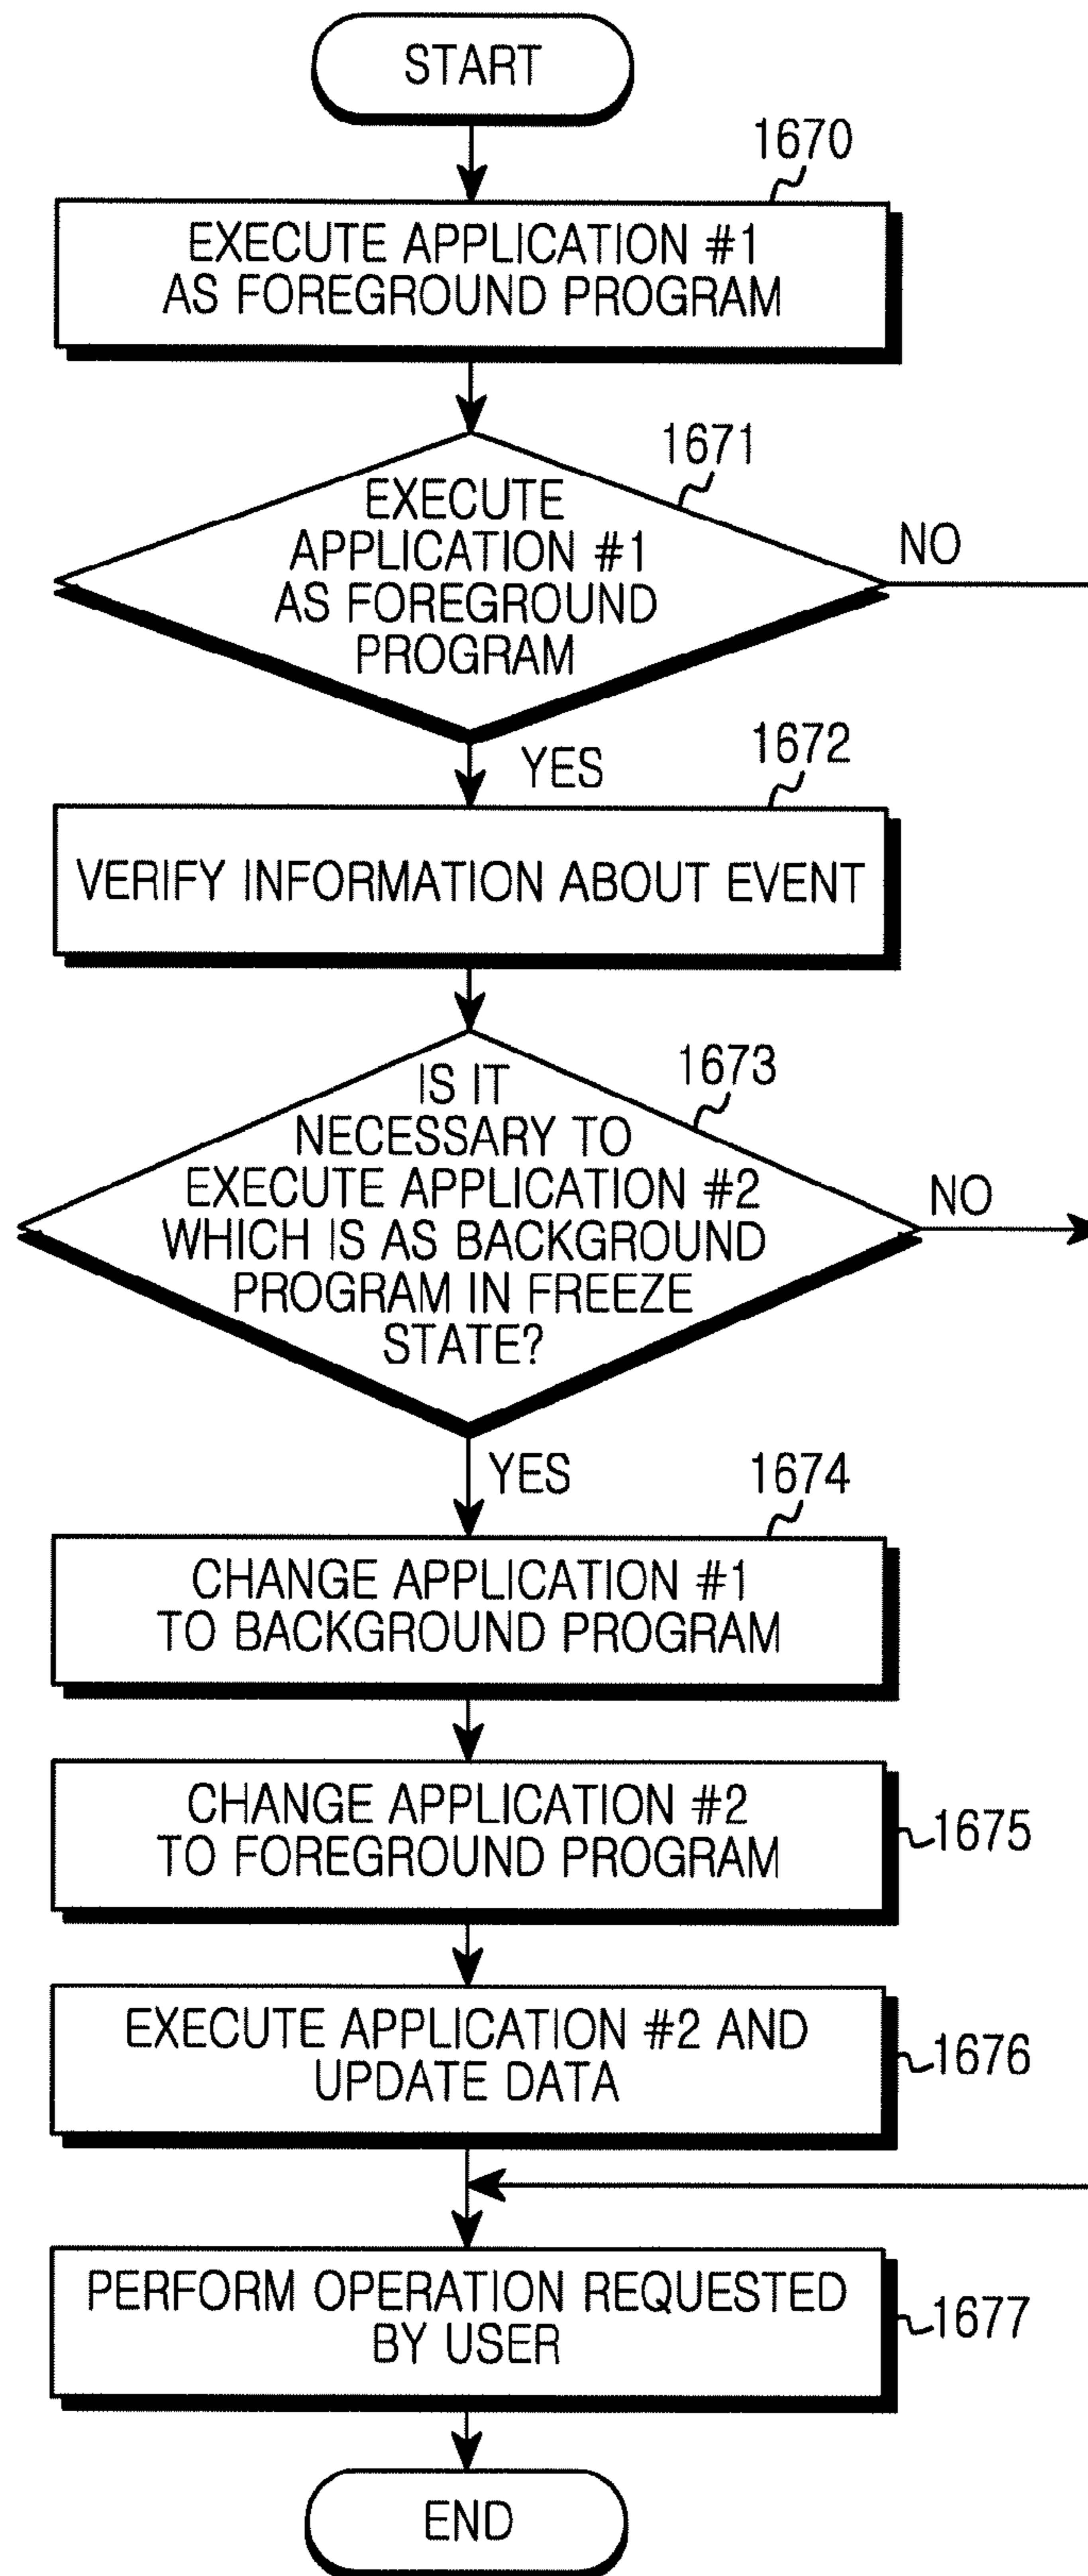 START
1670
EXECUTE APPLICATION #1
AS FOREGROUND PROGRAM
1671
EXECUTE
APPLICATION #1
AS FOREGROUND
PROGRAM
NO
YES
1672
VERIFY INFORMATION ABOUT EVENT
1673
IS IT
NECESSARY TO
EXECUTE APPLICATION #2
WHICH IS AS BACKGROUND
PROGRAM IN FREEZE
STATE?
NO
YES
1674
CHANGE APPLICATION #1
TO BACKGROUND PROGRAM
CHANGE APPLICATION #2
TO FOREGROUND PROGRAM
1675
EXECUTE APPLICATION #2 AND
UPDATE DATA
1676
PERFORM OPERATION REQUESTED
BY USER
1677
END